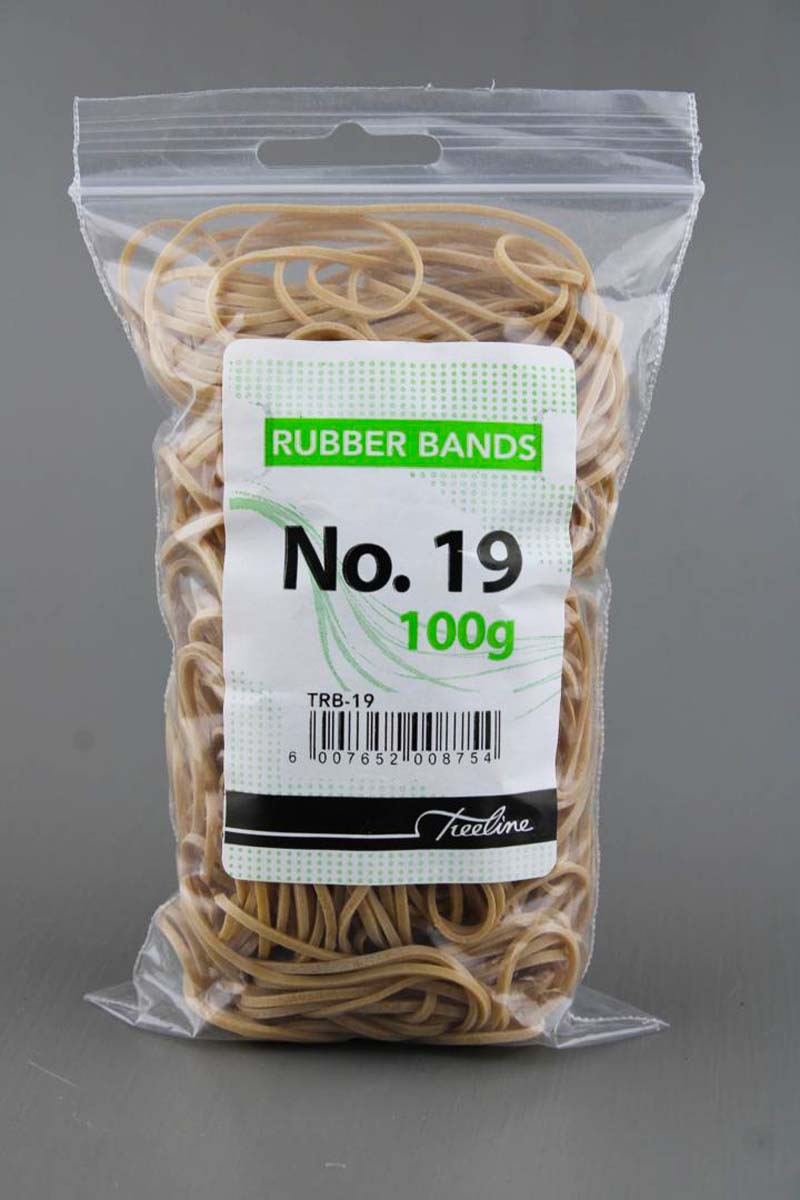 RUBBER BANDS
No. 19
100g
TRB-19
6 007652 008754
Treeline